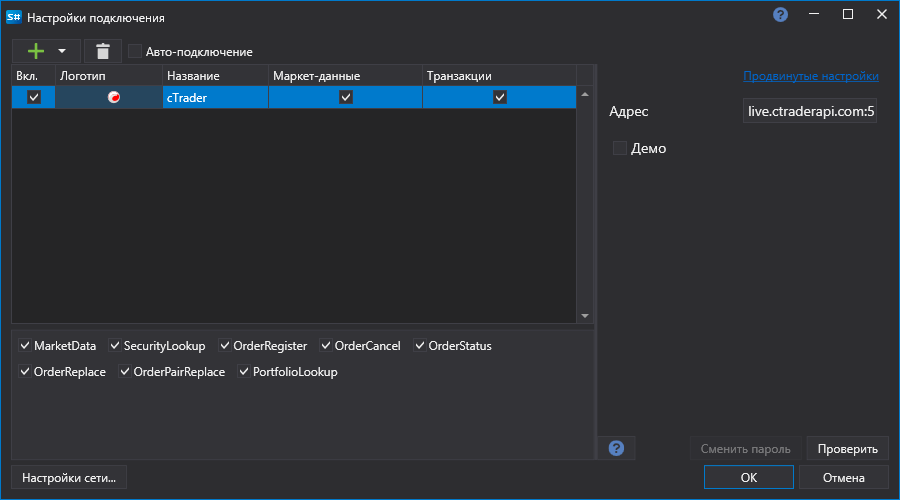 S# Настройки подключения ?
Авто-подключение
Вкл. Логотип Название Маркет-данные Транзакции
cTrader
Продвинутые настройки
Адрес live.ctraderapi.com:5
Демо
MarketData SecurityLookup OrderRegister OrderCancel OrderStatus
OrderReplace OrderPairReplace PortfolioLookup
? Сменить пароль Проверить
Настройки сети... OK Отмена